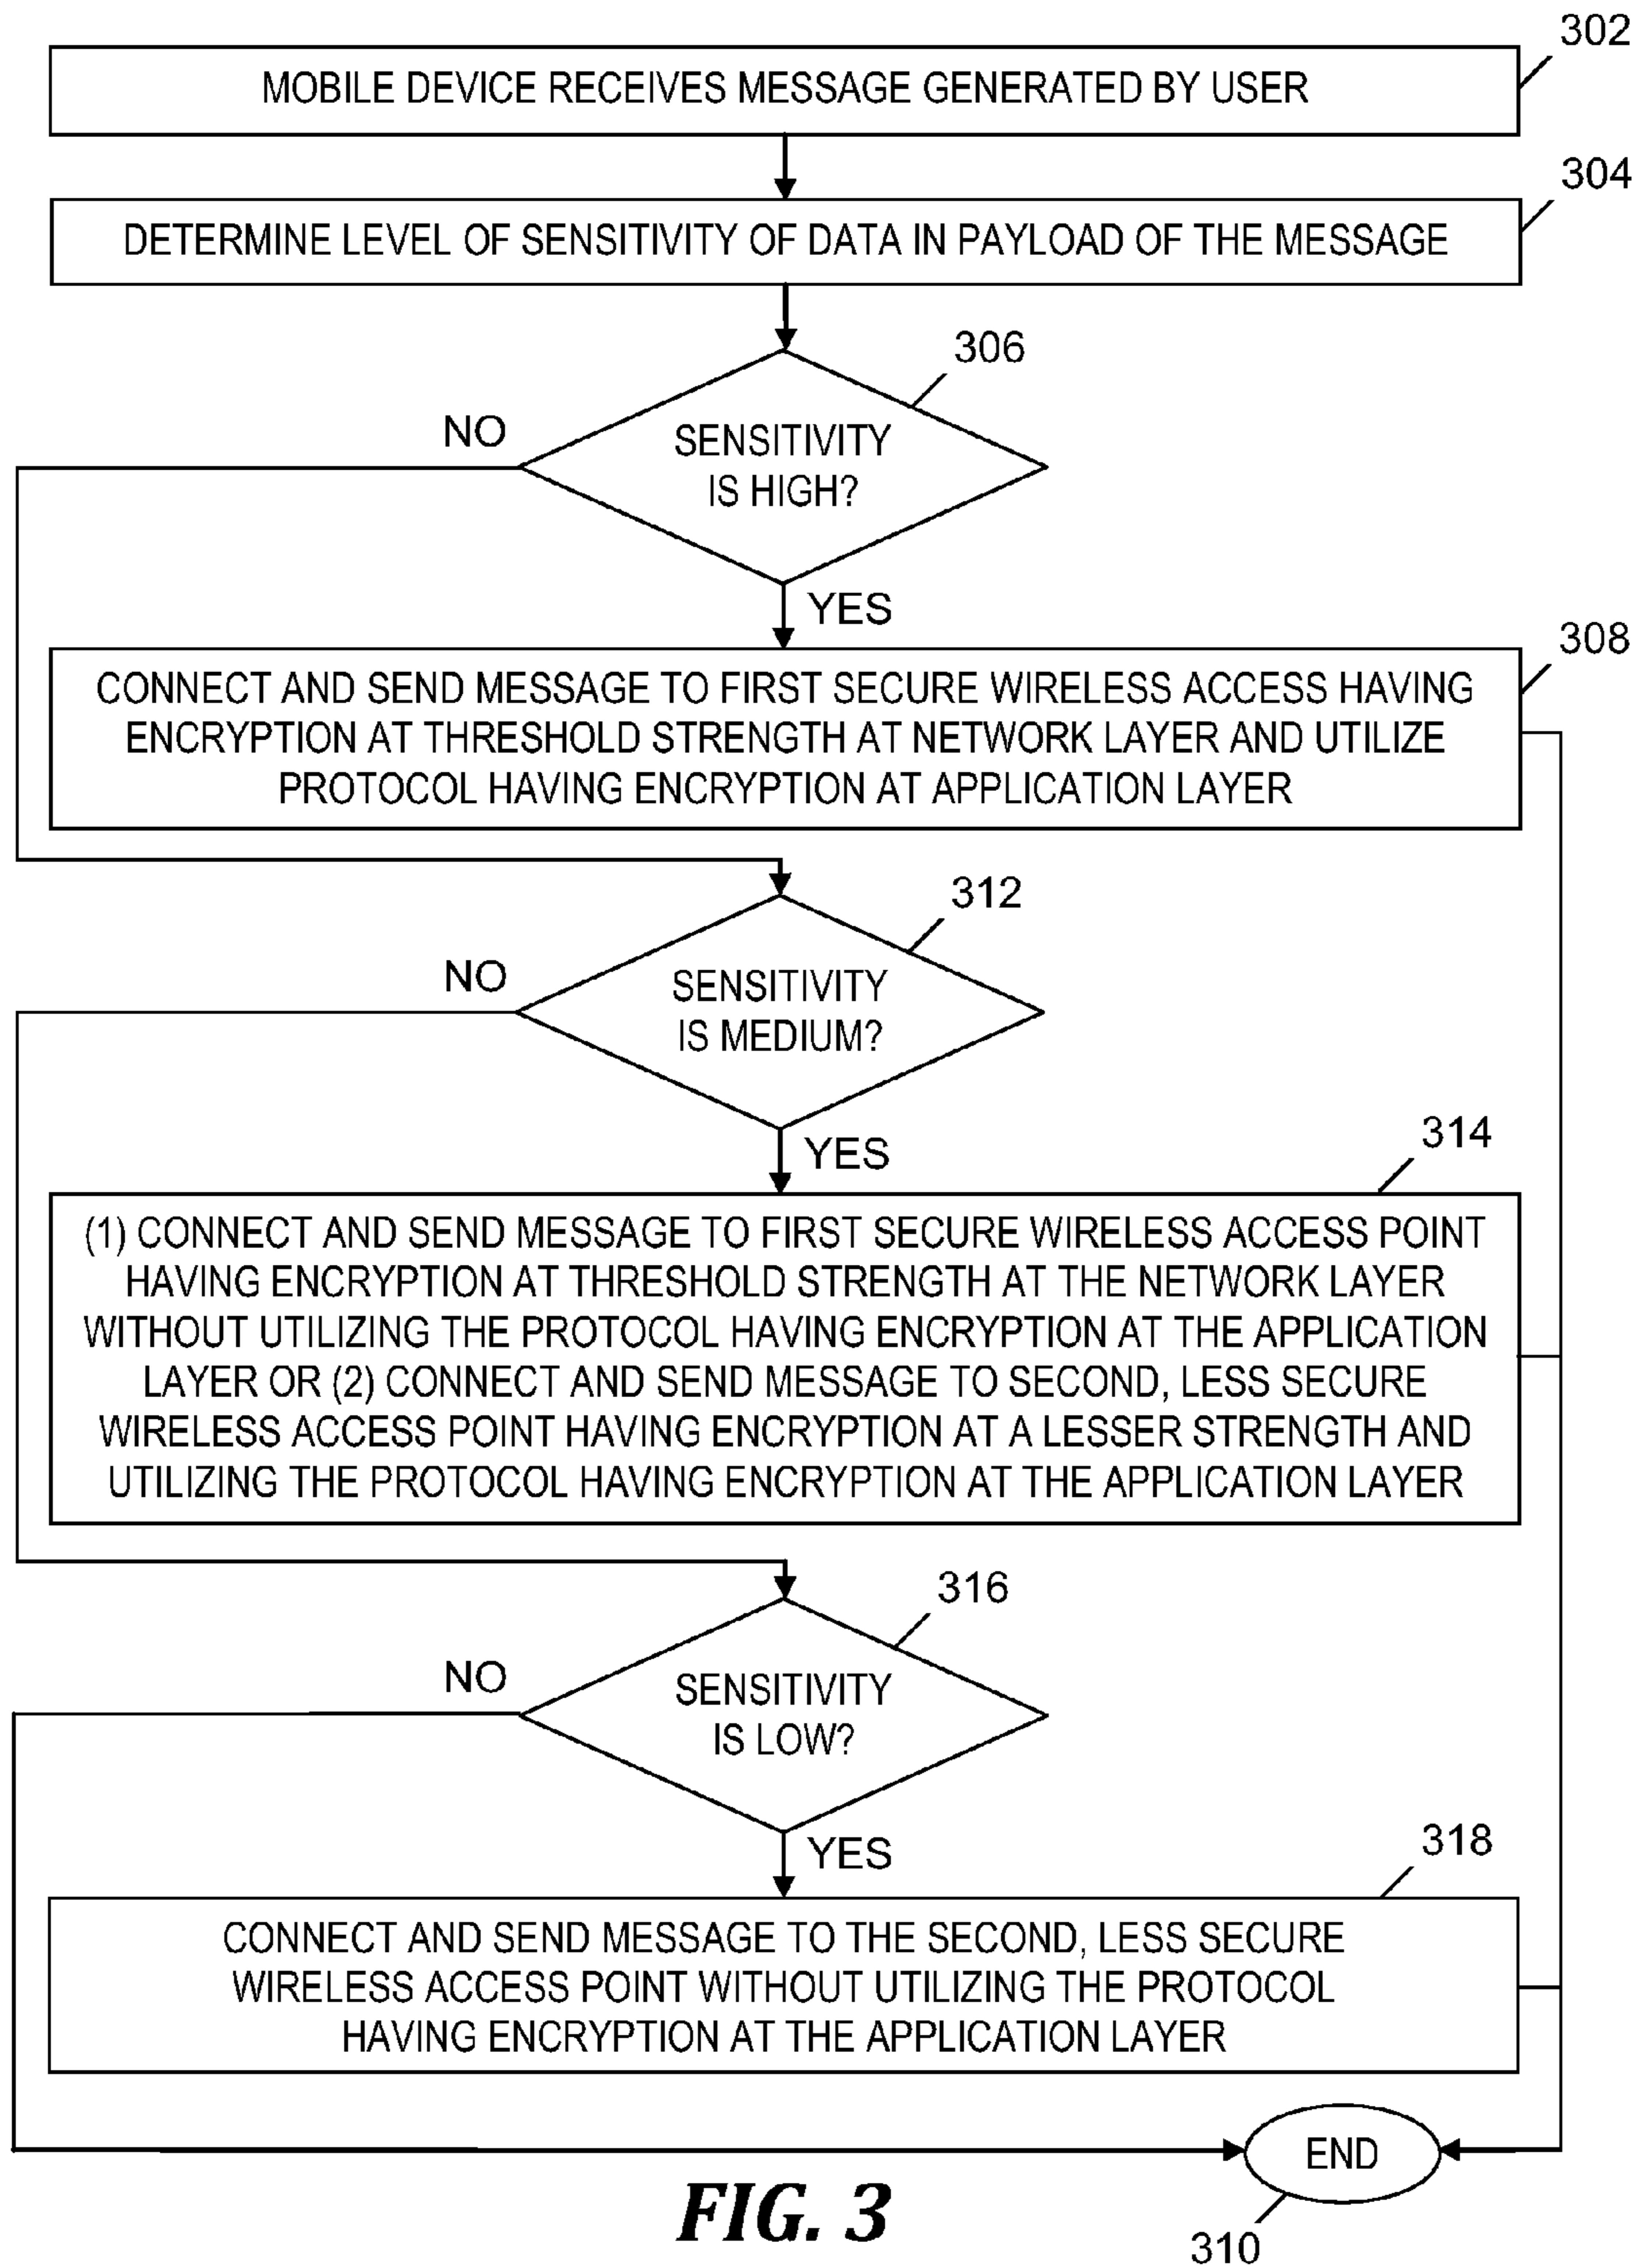 302
MOBILE DEVICE RECEIVES MESSAGE GENERATED BY USER
304
DETERMINE LEVEL OF SENSITIVITY OF DATA IN PAYLOAD OF THE MESSAGE
306
NO
SENSITIVITY
IS HIGH?
YES
308
CONNECT AND SEND MESSAGE TO FIRST SECURE WIRELESS ACCESS HAVING
ENCRYPTION AT THRESHOLD STRENGTH AT NETWORK LAYER AND UTILIZE
PROTOCOL HAVING ENCRYPTION AT APPLICATION LAYER
312
NO
SENSITIVITY
IS MEDIUM?
YES
314
(1) CONNECT AND SEND MESSAGE TO FIRST SECURE WIRELESS ACCESS POINT
HAVING ENCRYPTION AT THRESHOLD STRENGTH AT THE NETWORK LAYER
WITHOUT UTILIZING THE PROTOCOL HAVING ENCRYPTION AT THE APPLICATION
LAYER OR (2) CONNECT AND SEND MESSAGE TO SECOND, LESS SECURE
WIRELESS ACCESS POINT HAVING ENCRYPTION AT A LESSER STRENGTH AND
UTILIZING THE PROTOCOL HAVING ENCRYPTION AT THE APPLICATION LAYER
316
NO
SENSITIVITY
IS LOW?
YES
318
CONNECT AND SEND MESSAGE TO THE SECOND, LESS SECURE
WIRELESS ACCESS POINT WITHOUT UTILIZING THE PROTOCOL
HAVING ENCRYPTION AT THE APPLICATION LAYER
END
FIG. 3
310